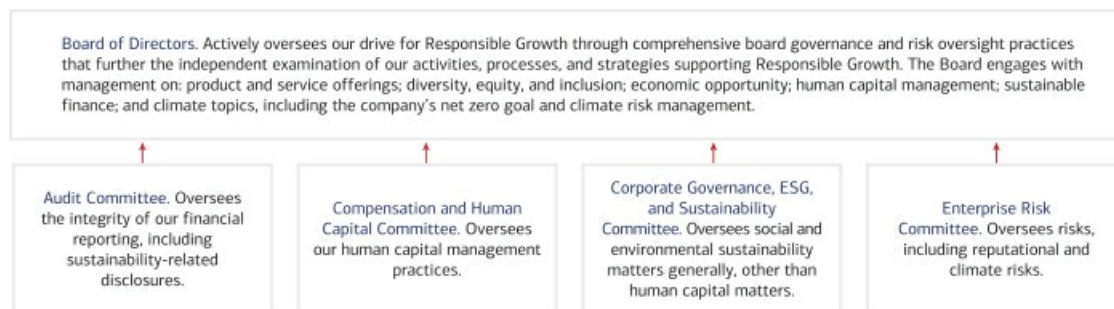 Board of Directors. Actively oversees our drive for Responsible Growth through comprehensive board governance and risk oversight practices
that further the independent examination of our activities, processes, and strategies supporting Responsible Growth. The Board engages with
management on: product and service offerings; diversity, equity, and inclusion; economic opportunity; human capital management; sustainable
finance; and climate topics, including the company's net zero goal and climate risk management.
Audit Committee. Oversees
the integrity of our financial
reporting, including
sustainability-related
disclosures.
Compensation and Human
Capital Committee. Oversees
our human capital management
practices.
Corporate Governance, ESG,
and Sustainability
Committee. Oversees social and
environmental sustainability
matters generally, other than
human capital matters.
Enterprise Risk
Committee. Oversees risks,
including reputational and
climate risks.